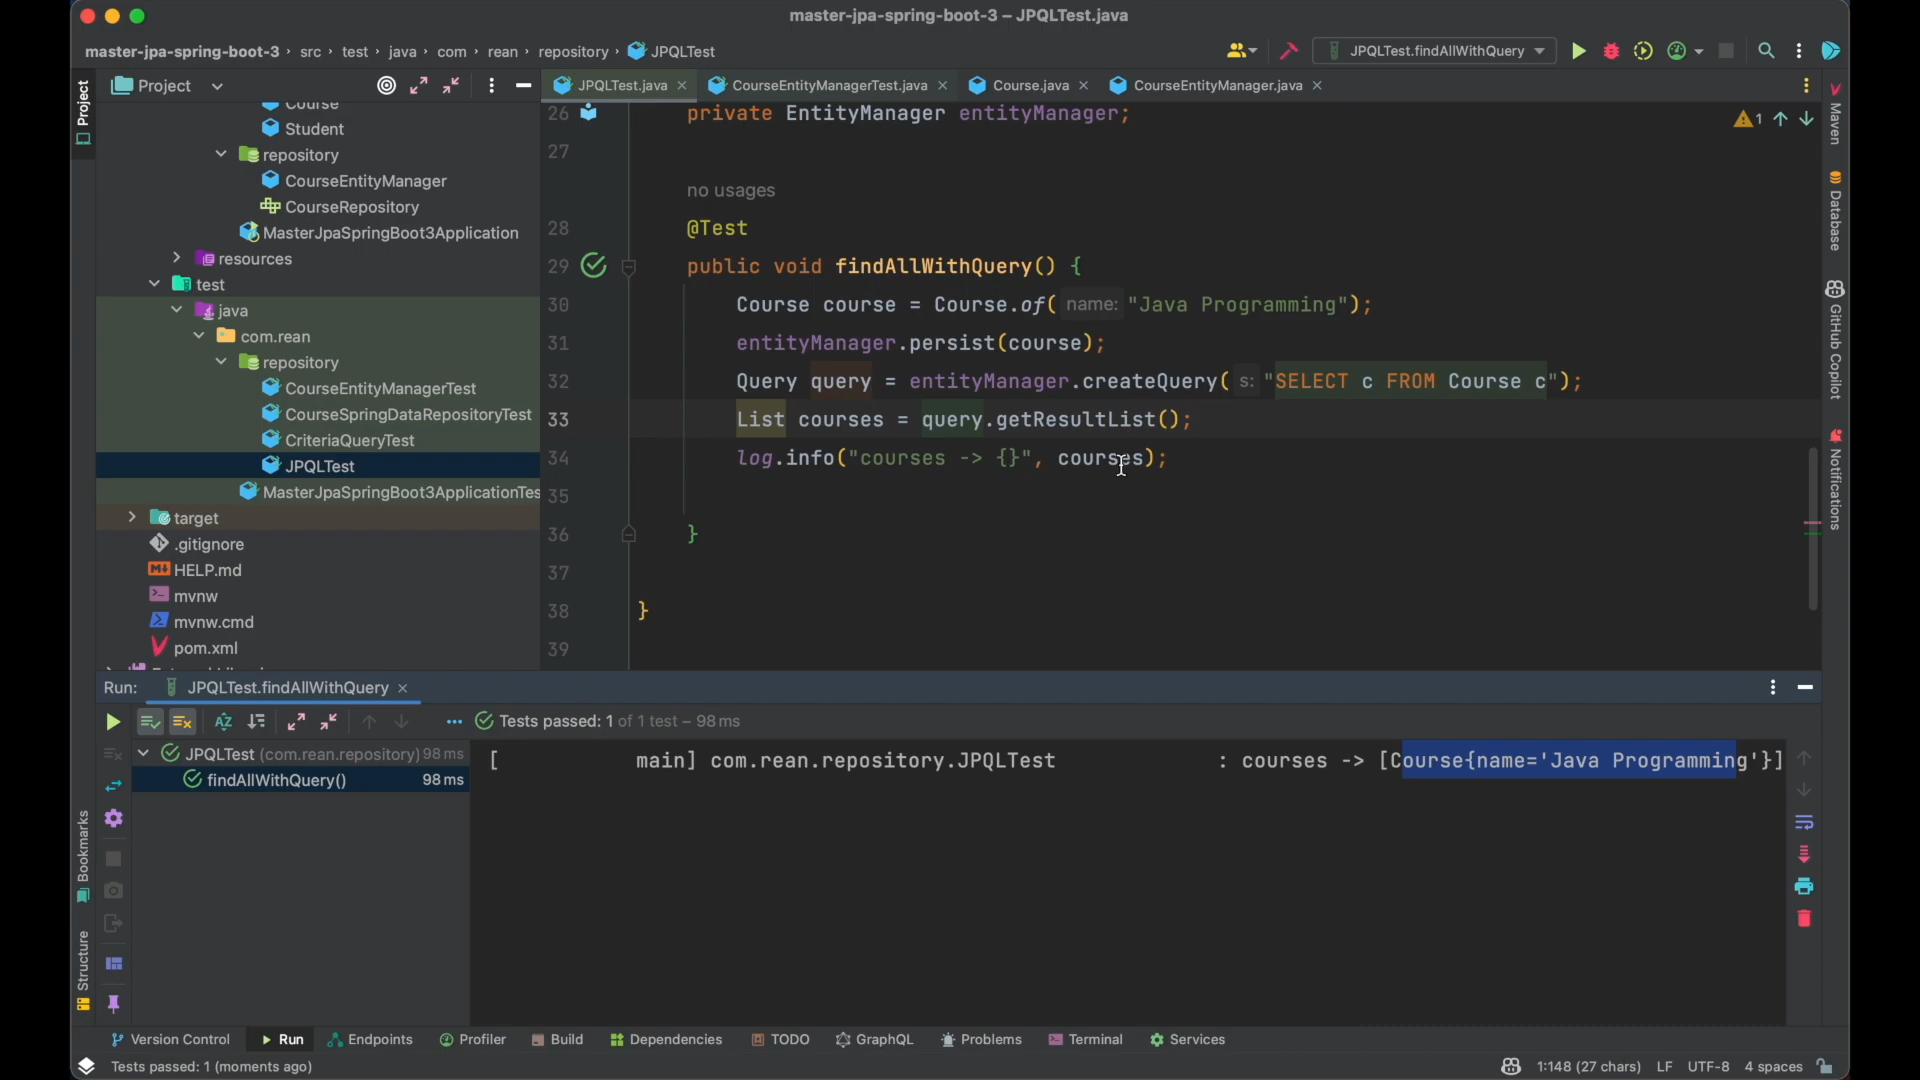 master-jpa-spring-boot-3 – JPQLTest.java
master-jpa-spring-boot-3 › src › test › java › com › rean › repository › JPQLTest
JPQLTest.findAllWithQuery
Project
JPQLTest.java
CourseEntityManagerTest.java
Course.java
CourseEntityManager.java
Project
Course
Student
repository
CourseEntityManager
CourseRepository
MasterJpaSpringBoot3Application
resources
test
java
com.rean
repository
CourseEntityManagerTest
CourseSpringDataRepositoryTest
CriteriaQueryTest
JPQLTest
MasterJpaSpringBoot3ApplicationTes
target
.gitignore
HELP.md
mvnw
mvnw.cmd
pom.xml
26 private EntityManager entityManager;
1
27
no usages
28 @Test
29 public void findAllWithQuery() {
30 Course course = Course.of( name: "Java Programming");
31 entityManager.persist(course);
32 Query query = entityManager.createQuery( s: "SELECT c FROM Course c");
33 List courses = query.getResultList();
34 log.info("courses -> {}", courses);
35
36 }
37
38 }
39
Maven
Database
GitHub Copilot
Notifications
Run: JPQLTest.findAllWithQuery
Tests passed: 1 of 1 test – 98 ms
JPQLTest (com.rean.repository) 98 ms
findAllWithQuery() 98 ms
[ main] com.rean.repository.JPQLTest : courses -> [Course{name='Java Programming'}]
Bookmarks
Structure
Version Control
Run
Endpoints
Profiler
Build
Dependencies
TODO
GraphQL
Problems
Terminal
Services
Tests passed: 1 (moments ago)
1:148 (27 chars) LF UTF-8 4 spaces